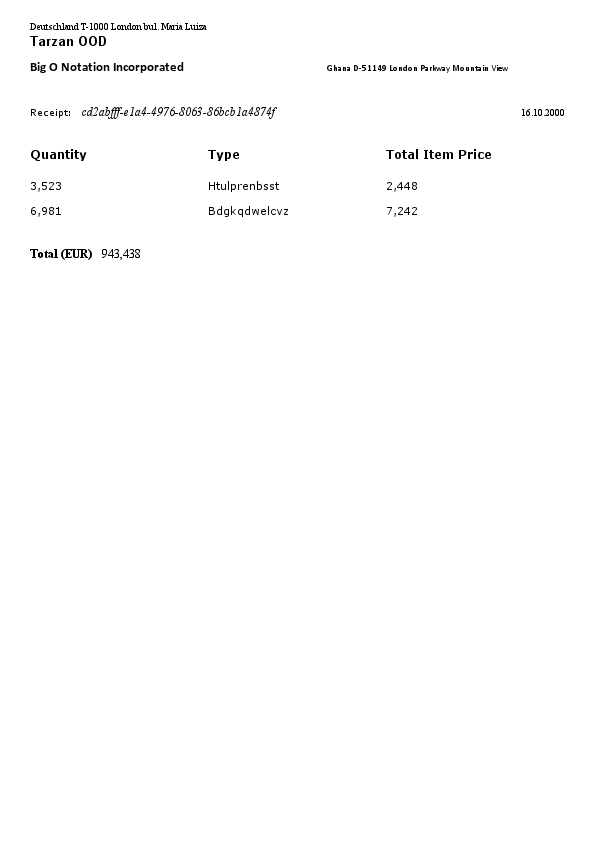 Deutschland T-1000 London bul. Maria Luiza
Tarzan OOD
Big O Notation Incorporated Ghana D-51149 London Parkway Mountain View
Receipt: cd2abfff-e1a4-4976-8063-86bcb1a4874f 16.10.2000
Quantity Type Total Item Price
3,523 Htulprenbsst 2,448
6,981 Bdgkqdwelcvz 7,242
Total (EUR) 943,438